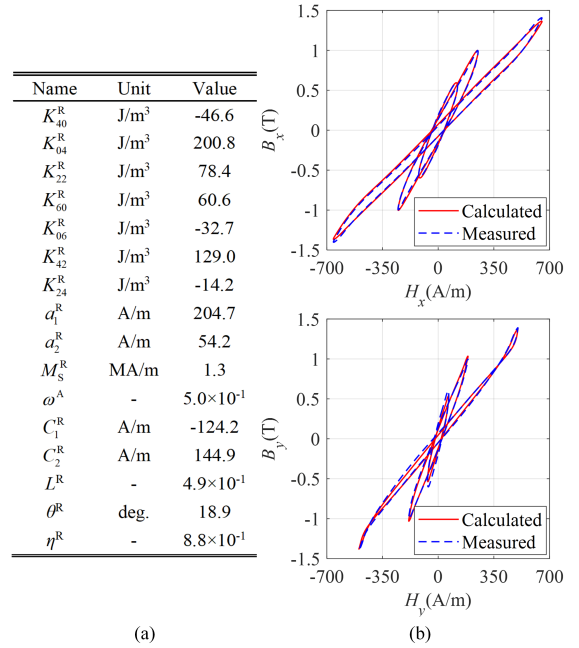 Name Unit Value
K₄₀ᴿ J/m³ -46.6
K₀₄ᴿ J/m³ 200.8
K₂₂ᴿ J/m³ 78.4
K₆₀ᴿ J/m³ 60.6
K₀₆ᴿ J/m³ -32.7
K₄₂ᴿ J/m³ 129.0
K₂₄ᴿ J/m³ -14.2
a₁ᴿ A/m 204.7
a₂ᴿ A/m 54.2
M_Sᴿ MA/m 1.3
ωᴬ - 5.0×10⁻¹
C₁ᴿ A/m -124.2
C₂ᴿ A/m 144.9
Lᴿ - 4.9×10⁻¹
θᴿ deg. 18.9
ηᴿ - 8.8×10⁻¹
(a)
1.5
1
0.5
0
-0.5
-1
-1.5
Bₓ(T)
Calculated
Measured
-700 -350 0 350 700
Hₓ(A/m)
1.5
1
0.5
0
-0.5
-1
-1.5
B_y(T)
Calculated
Measured
-700 -350 0 350 700
H_y(A/m)
(b)